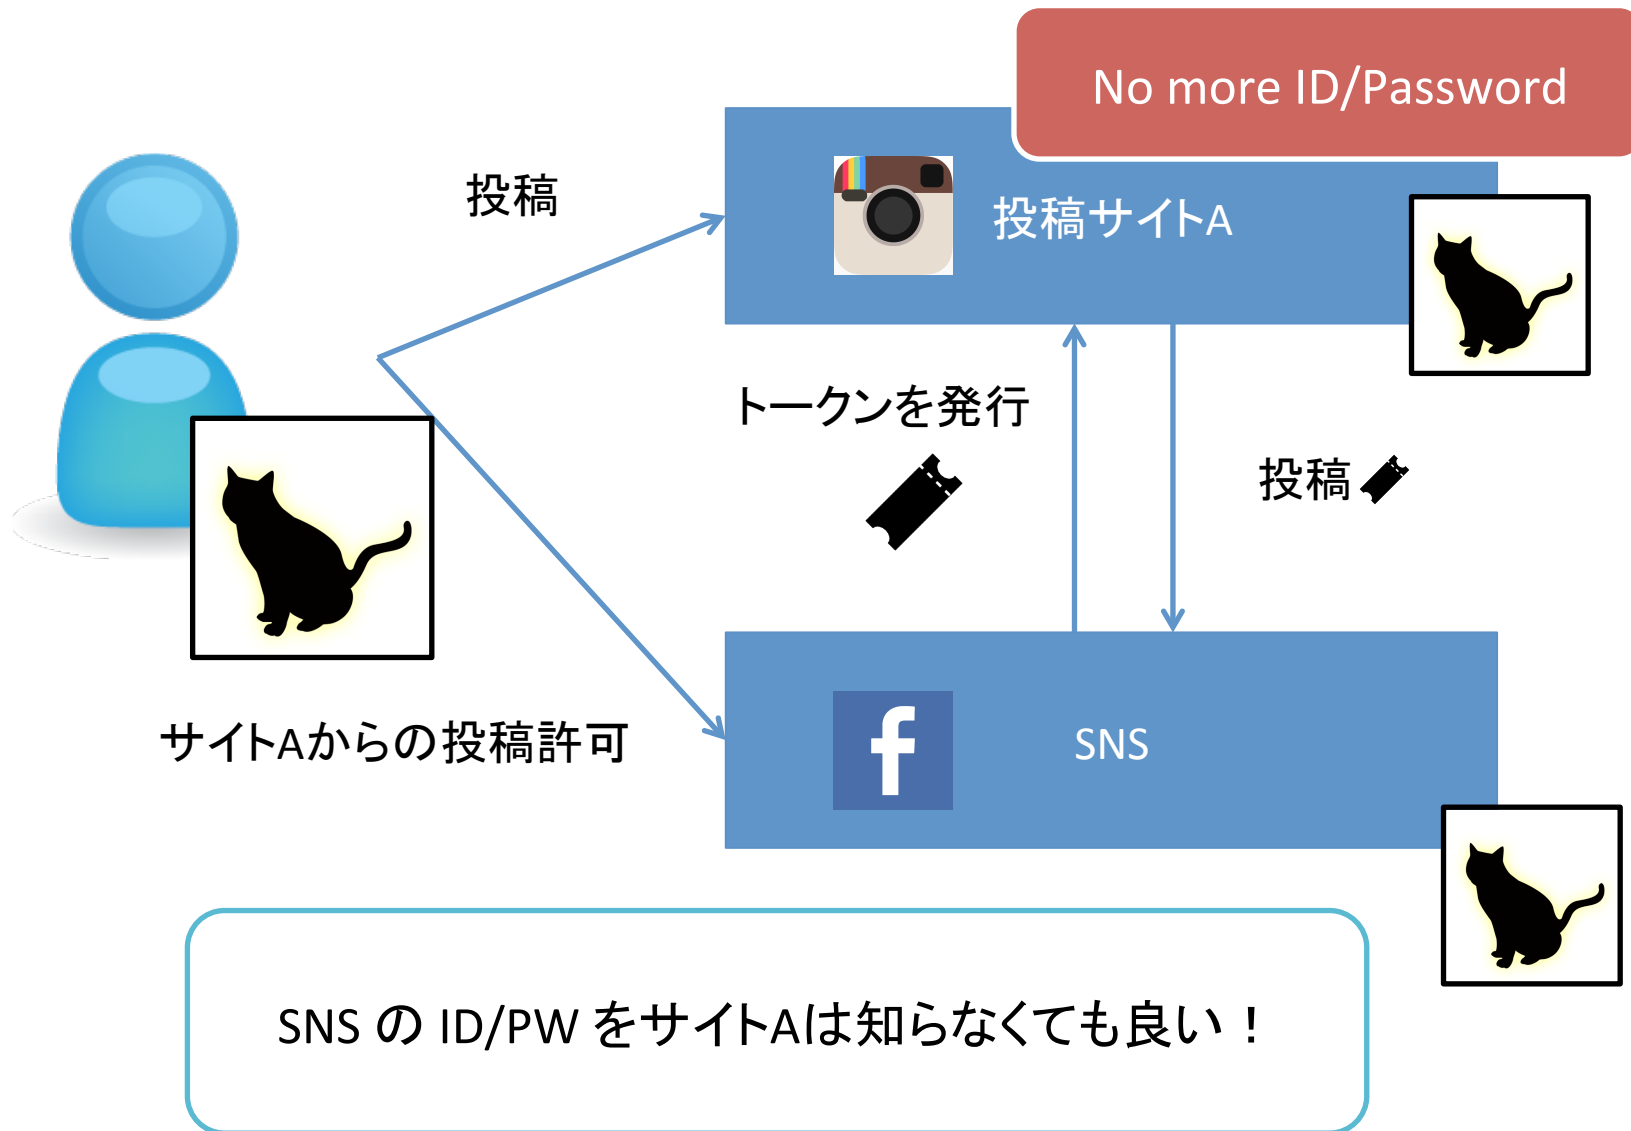 No more ID/Password
投稿
投稿サイトA
トークンを発行
投稿
サイトAからの投稿許可
SNS
SNS の ID/PW をサイトAは知らなくても良い！